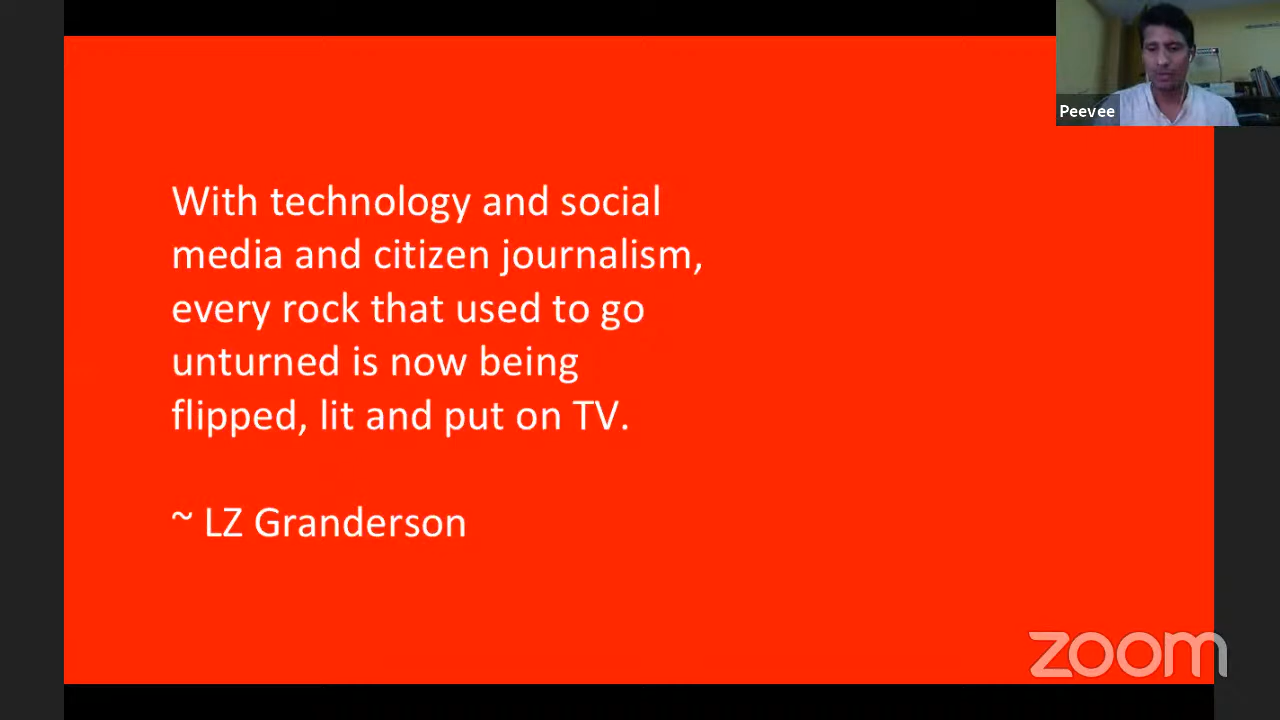 With technology and social
media and citizen journalism,
every rock that used to go
unturned is now being
flipped, lit and put on TV.
~ LZ Granderson
Peevee
zoom